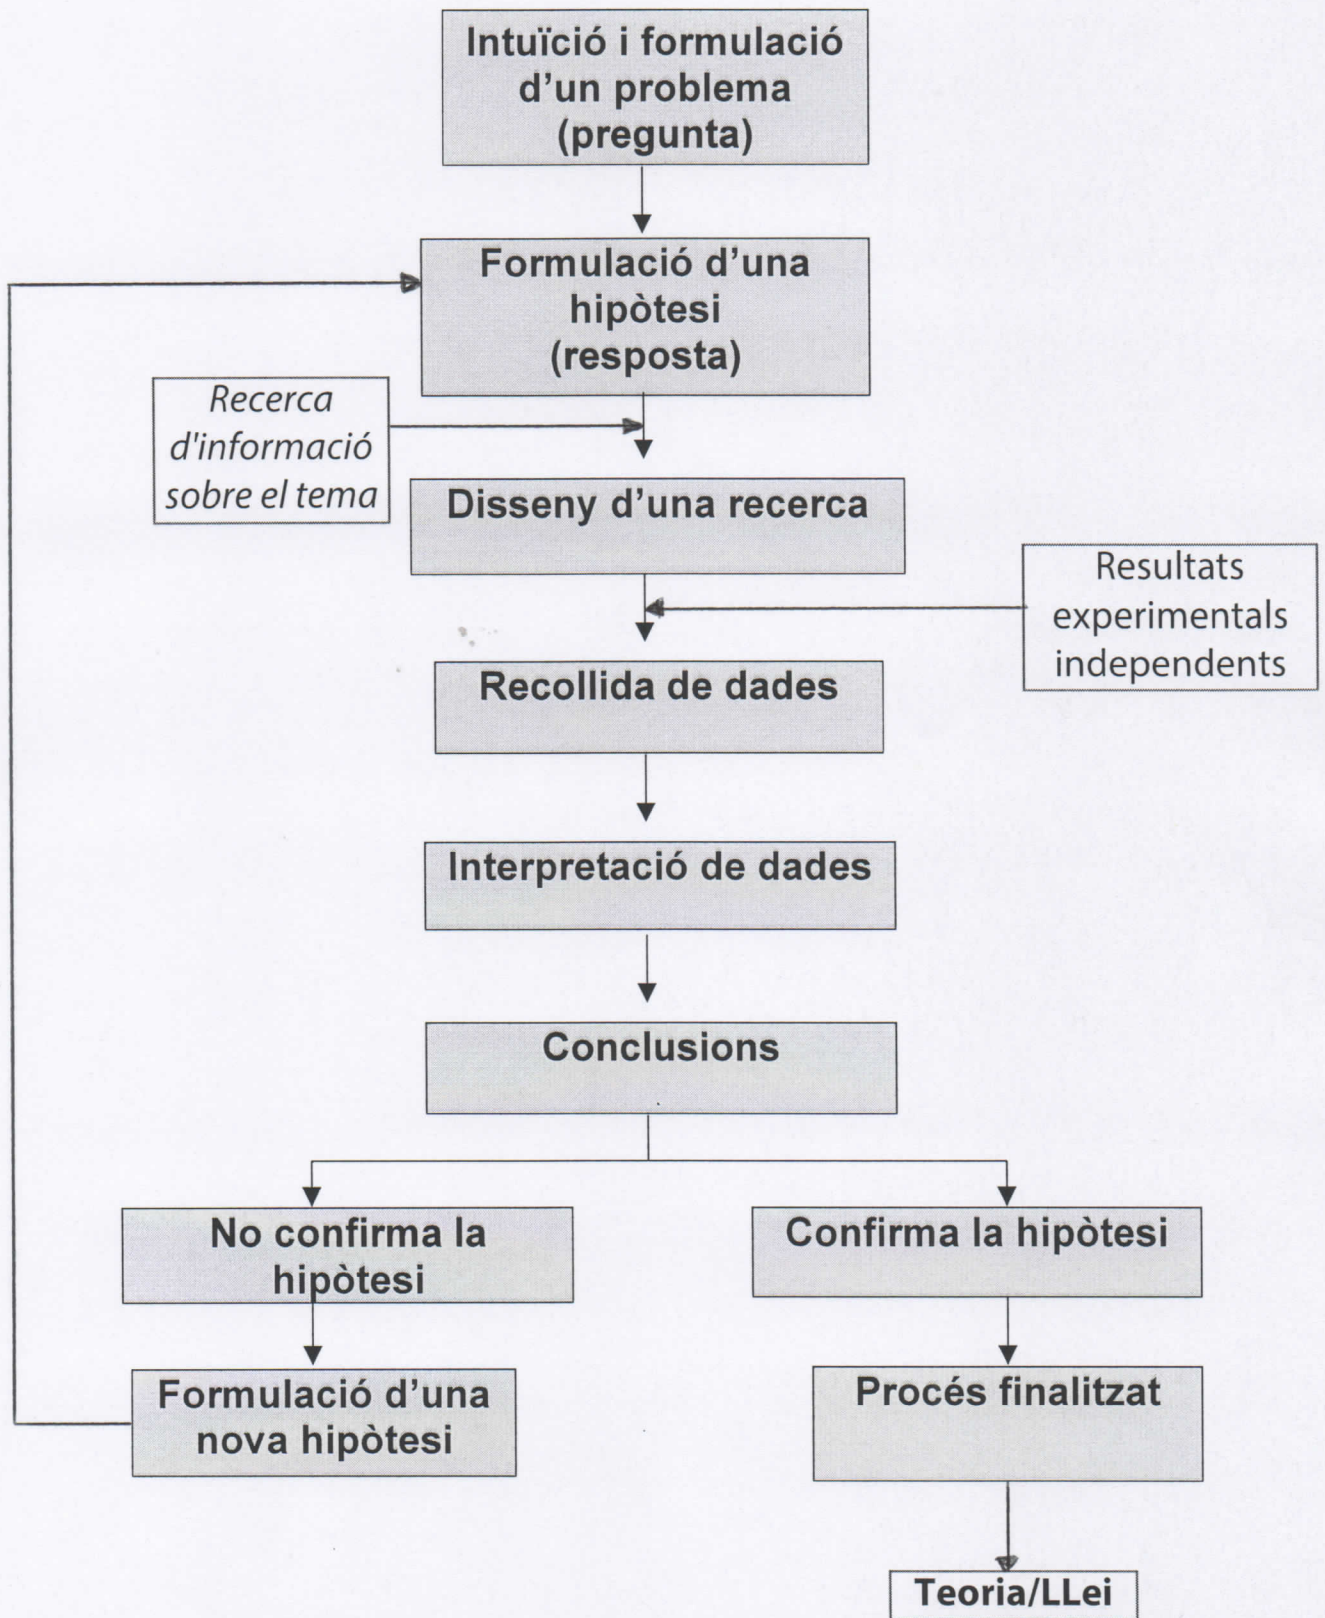 Intuïció i formulació
d'un problema
(pregunta)
Formulació d'una
hipòtesi
(resposta)
Recerca
d'informació
sobre el tema
Disseny d'una recerca
Resultats
experimentals
independents
Recollida de dades
Interpretació de dades
Conclusions
No confirma la
hipòtesi
Confirma la hipòtesi
Formulació d'una
nova hipòtesi
Procés finalitzat
Teoria/LLei